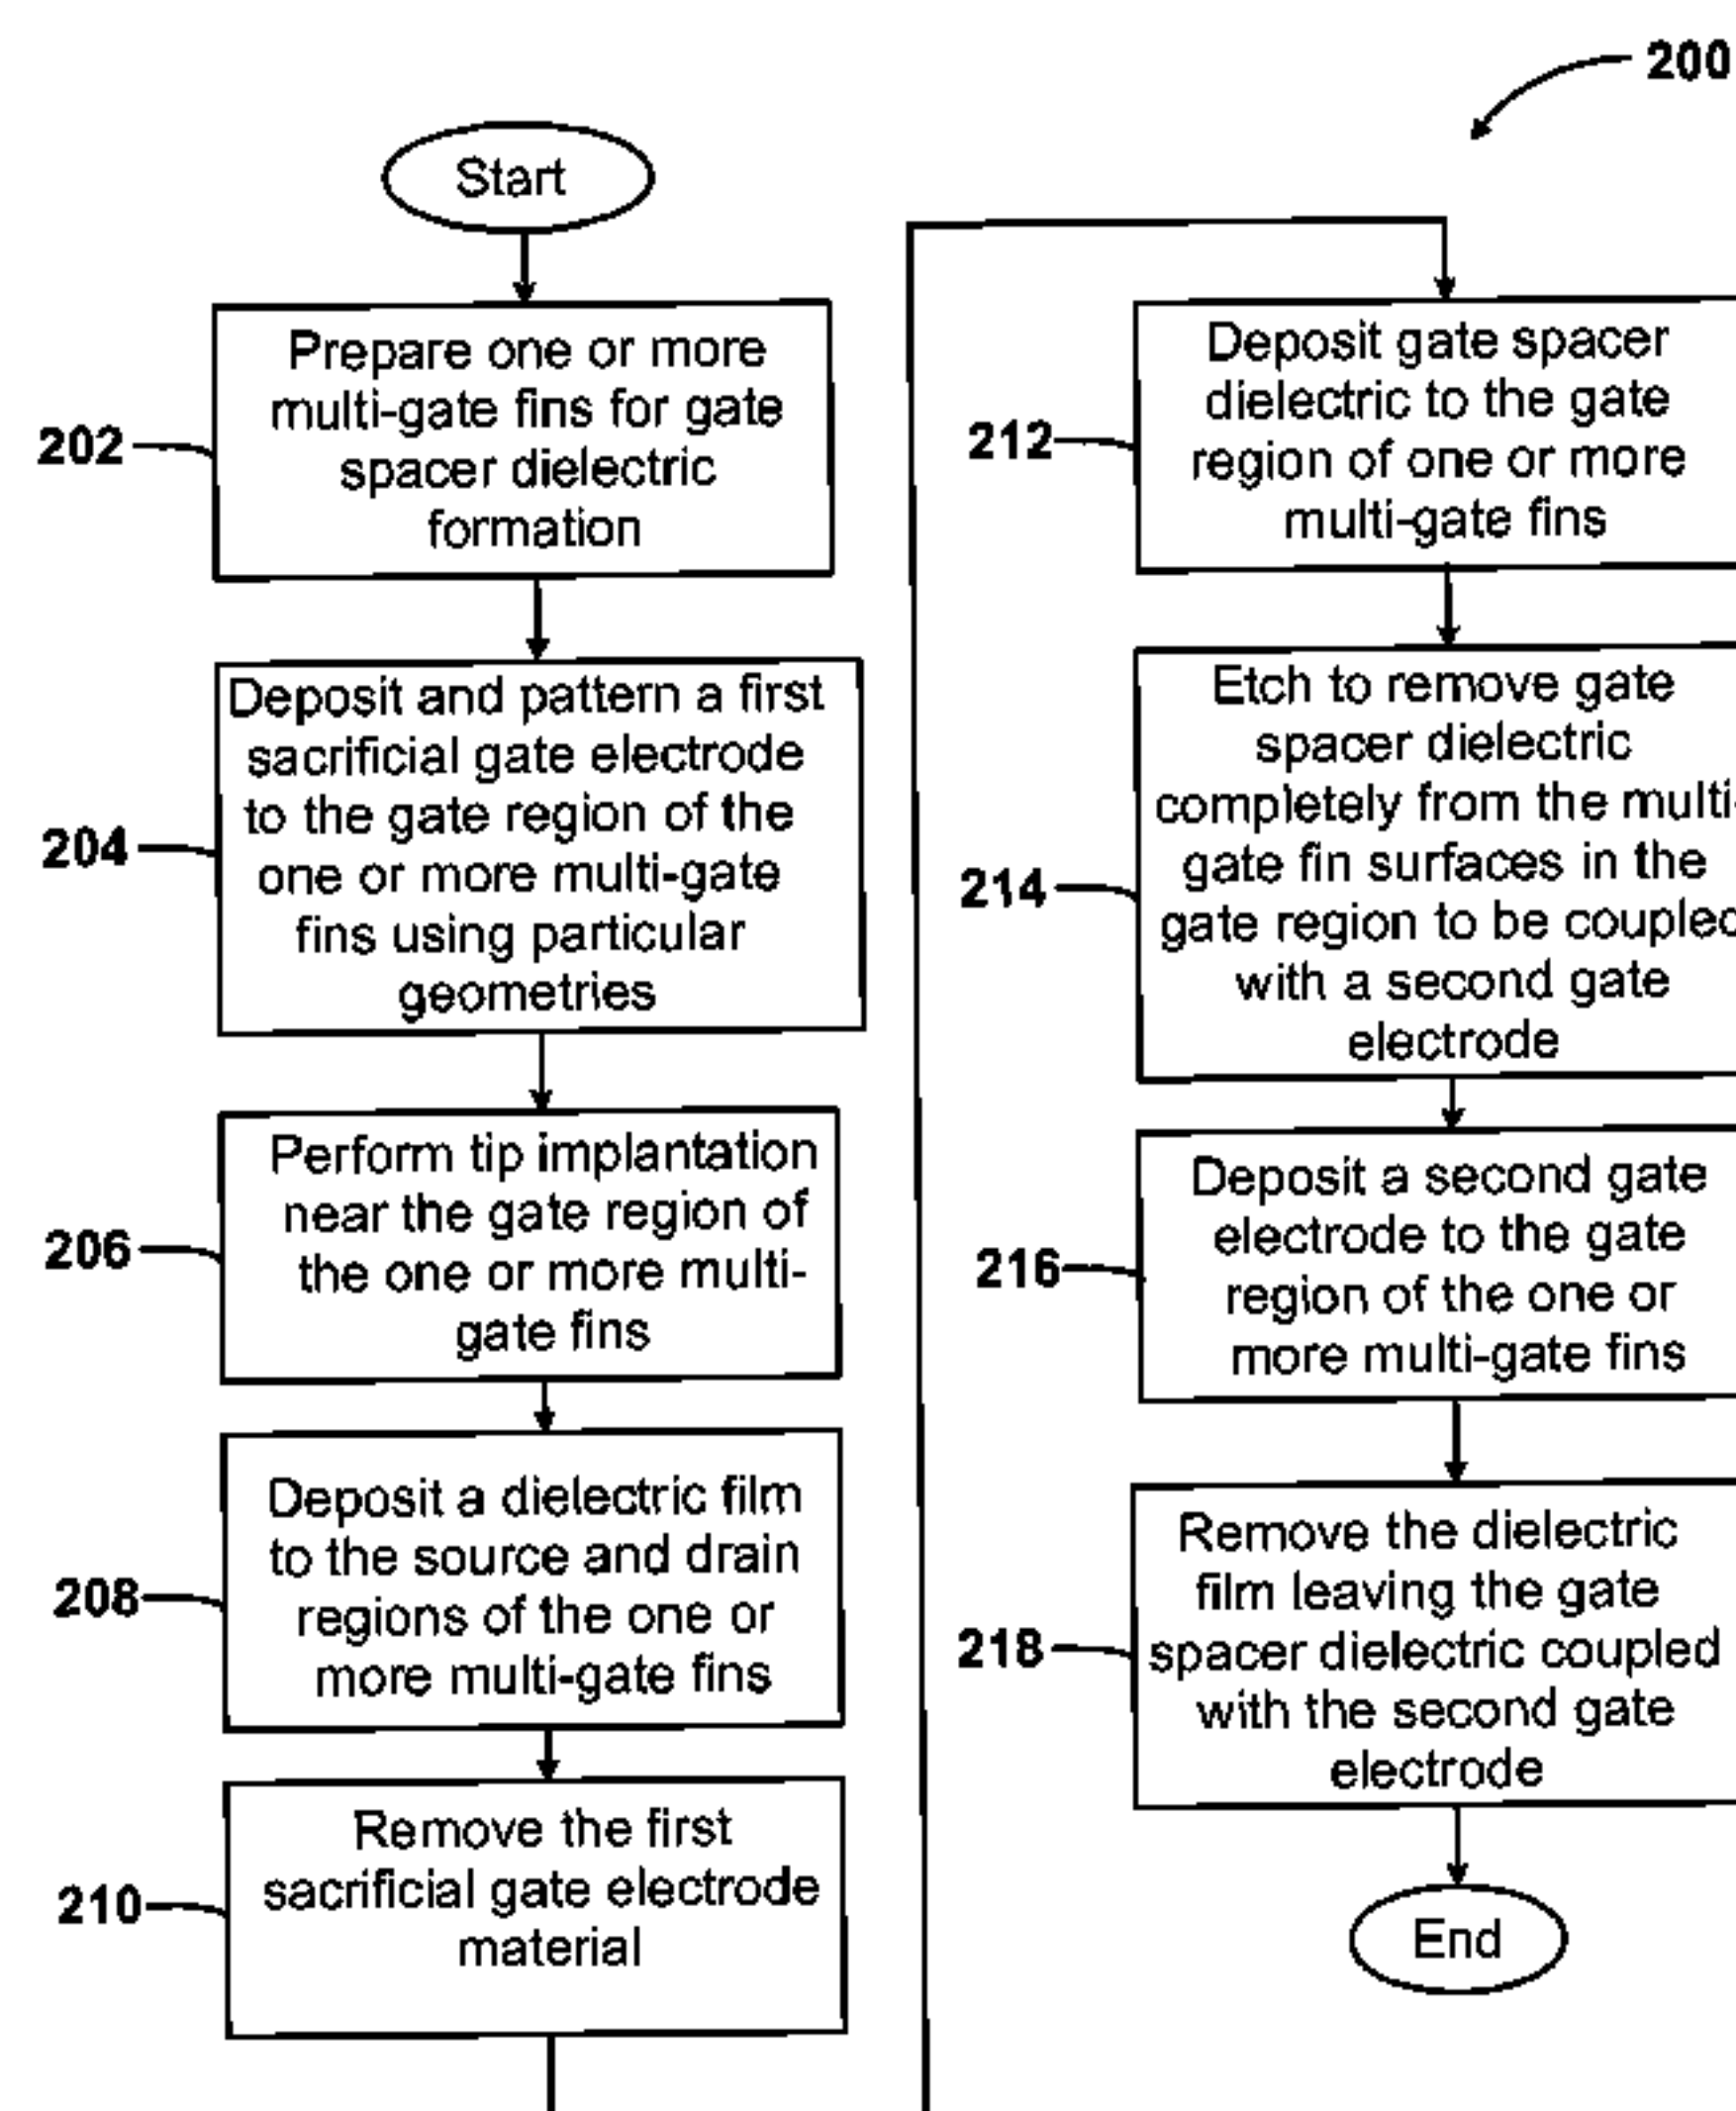 200
Start
202
Prepare one or more
multi-gate fins for gate
spacer dielectric
formation
204
Deposit and pattern a first
sacrificial gate electrode
to the gate region of the
one or more multi-gate
fins using particular
geometries
206
Perform tip implantation
near the gate region of
the one or more multi-
gate fins
208
Deposit a dielectric film
to the source and drain
regions of the one or
more multi-gate fins
210
Remove the first
sacrificial gate electrode
material
212
Deposit gate spacer
dielectric to the gate
region of one or more
multi-gate fins
214
Etch to remove gate
spacer dielectric
completely from the multi-
gate fin surfaces in the
gate region to be coupled
with a second gate
electrode
216
Deposit a second gate
electrode to the gate
region of the one or
more multi-gate fins
218
Remove the dielectric
film leaving the gate
spacer dielectric coupled
with the second gate
electrode
End